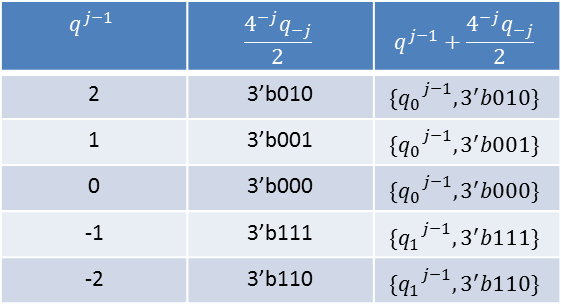 q^{j-1} \frac{4^{-j}q_{-j}}{2} q^{j-1} + \frac{4^{-j}q_{-j}}{2}
2 3’b010 {q_0^{j-1}, 3′b010}
1 3’b001 {q_0^{j-1}, 3′b001}
0 3’b000 {q_0^{j-1}, 3′b000}
-1 3’b111 {q_1^{j-1}, 3′b111}
-2 3’b110 {q_1^{j-1}, 3′b110}